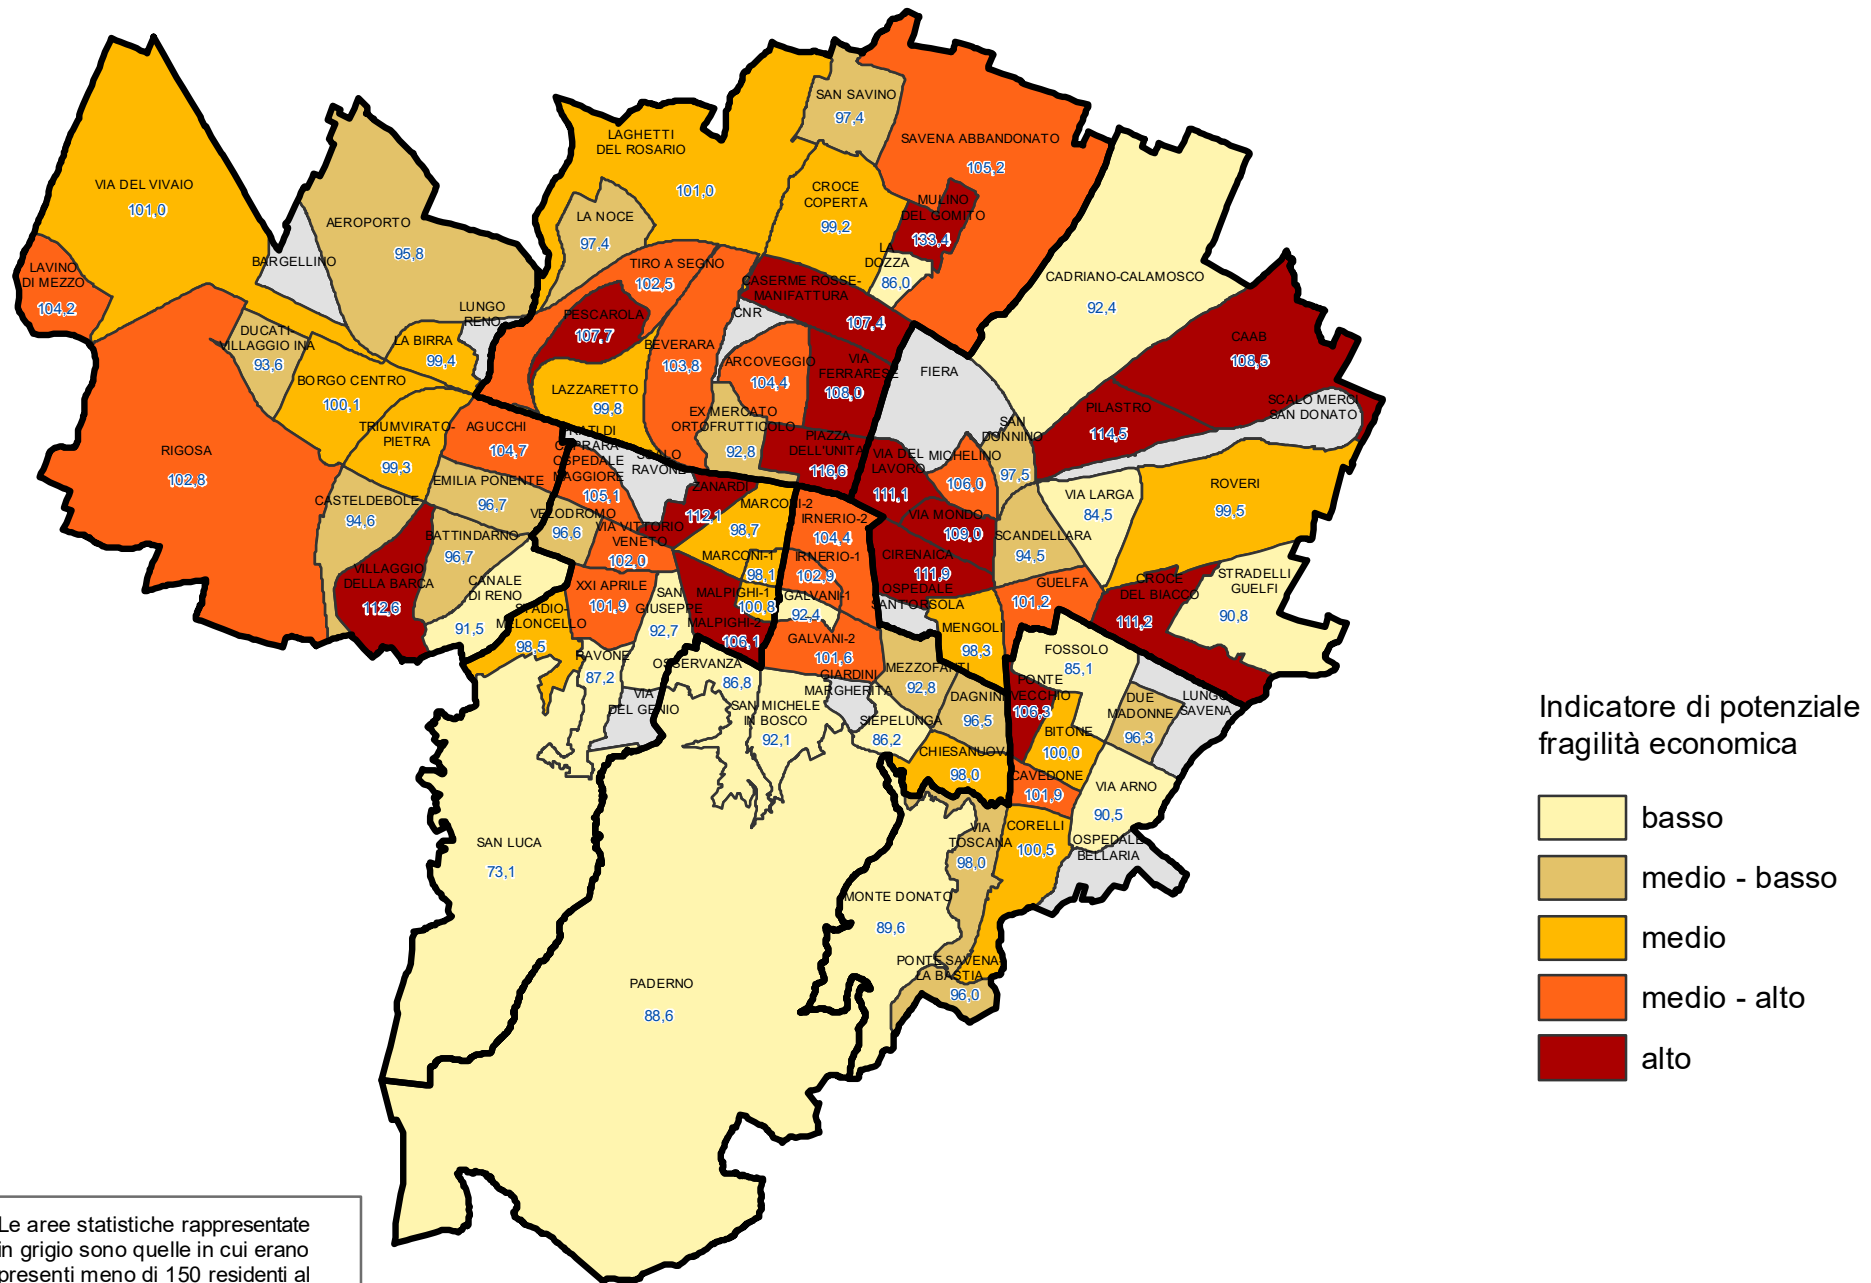 SAN SAVINO
97,4
LAGHETTI
DEL ROSARIO
101,0
SAVENA ABBANDONATO
105,2
VIA DEL VIVAIO
101,0
CROCE
COPERTA
99,2
MULINO
DEL GOMITO
133,4
AEROPORTO
95,8
LA NOCE
97,4
LA
DOZZA
86,0
BARGELLINO
LAVINO
DI MEZZO
104,2
TIRO A SEGNO
102,5
CADRIANO-CALAMOSCO
92,4
CASERME ROSSE-
MANIFATTURA
107,4
LUNGO
RENO
PESCAROLA
107,7
CNR
DUCATI-
VILLAGGIO INA
93,6
LA BIRRA
99,4
BEVERARA
103,8
ARCOVEGGIO
104,4
VIA
FERRARESE
108,0
FIERA
CAAB
108,5
BORGO CENTRO
100,1
LAZZARETTO
99,8
EX MERCATO
ORTOFRUTTICOLO
92,8
PILASTRO
114,5
SCALO MERCI
SAN DONATO
TRIUMVIRATO-
PIETRA
99,3
AGUCCHI
104,7
PRATI DI
CAPRARA-
OSPEDALE
MAGGIORE
105,1
SCALO
RAVONE
PIAZZA
DELL'UNITA'
116,6
VIA DEL
LAVORO
111,1
MICHELINO
106,0
SAN
DONNINO
97,5
RIGOSA
102,8
EMILIA PONENTE
96,7
ZANARDI
112,1
MARCONI-2
98,7
VIA LARGA
84,5
ROVERI
99,5
CASTELDEBOLE
94,6
VELODROMO
96,6
VIA VITTORIO
VENETO
102,0
IRNERIO-2
104,4
VIA MONDO
109,0
SCANDELLARA
94,5
BATTINDARNO
96,7
MARCONI-1
98,1
IRNERIO-1
102,9
CIRENAICA
111,9
VILLAGGIO
DELLA BARCA
112,6
CANALE
DI RENO
91,5
XXI APRILE
101,9
SAN
GIUSEPPE
92,7
MALPIGHI-1
100,8
GALVANI-1
92,4
OSPEDALE
SANT'ORSOLA
GUELFA
101,2
CROCE
DEL BIACCO
111,2
STRADELLI
GUELFI
90,8
STADIO-
MELONCELLO
98,5
MALPIGHI-2
106,1
GALVANI-2
101,6
MENGOLI
98,3
FOSSOLO
85,1
RAVONE
87,2
OSSERVANZA
86,8
GIARDINI
MARGHERITA
MEZZOFANTI
92,8
PONTE
VECCHIO
106,3
VIA
DEL GENIO
SAN MICHELE
IN BOSCO
92,1
SIEPELUNGA
86,2
DAGNINI
96,5
DUE
MADONNE
96,3
LUNGO
SAVENA
BITONE
100,0
CHIESANUOVA
98,0
CAVEDONE
101,9
VIA ARNO
90,5
SAN LUCA
73,1
VIA
TOSCANA
98,0
CORELLI
100,5
OSPEDALE
BELLARIA
MONTE DONATO
89,6
PONTE SAVENA-
LA BASTIA
96,0
PADERNO
88,6
Indicatore di potenziale
fragilità economica
basso
medio - basso
medio
medio - alto
alto
Le aree statistiche rappresentate
in grigio sono quelle in cui erano
presenti meno di 150 residenti al